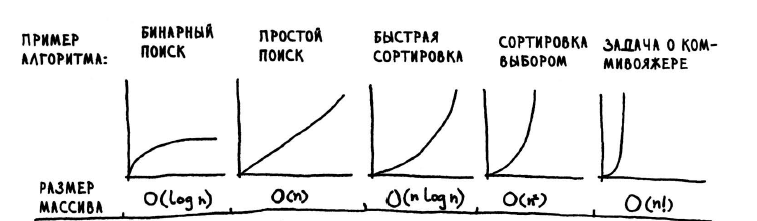 ПРИМЕР АЛГОРИТМА:
БИНАРНЫЙ ПОИСК
ПРОСТОЙ ПОИСК
БЫСТРАЯ СОРТИРОВКА
СОРТИРОВКА ВЫБОРОМ
ЗАДАЧА О КОМ-
МИВОЯЖЕРЕ
РАЗМЕР МАССИВА
O(log n)
O(n)
O(n log n)
O(n²)
O(n!)